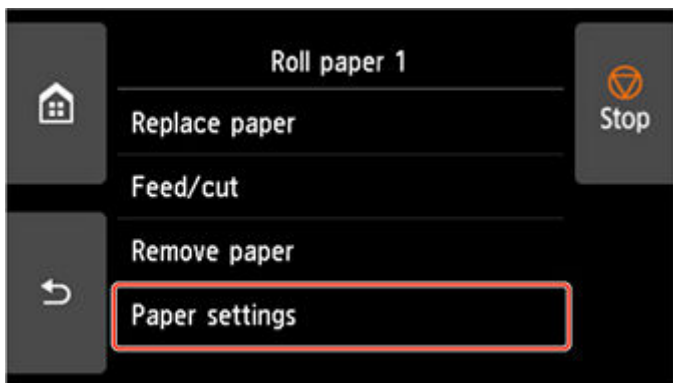 Roll paper 1
Stop
Replace paper
Feed/cut
Remove paper
Paper settings